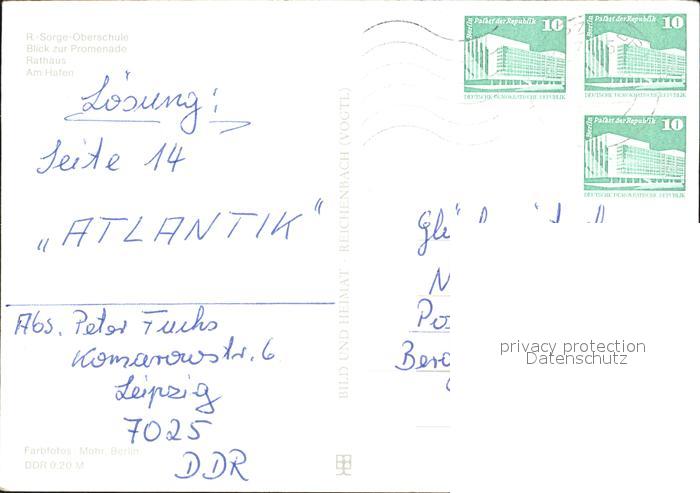 R.-Sorge-Oberschule
Blick zur Promenade
Rathaus
Am Hafen
Lösung:
Seite 14
„ATLANTIK“
Abs. Peter Fuchs
Komarowstr. 6
Leipzig
7025
DDR
Farbfotos: Mohr, Berlin
DDR 0,20 M
BILD UND HEIMAT REICHENBACH (VOGTL)
Berlin Palast der Republik 10
DEUTSCHE DEMOKRATISCHE REPUBLIK
Berlin Palast der Republik 10
DEUTSCHE DEMOKRATISCHE REPUBLIK
Berlin Palast der Republik 10
DEUTSCHE DEMOKRATISCHE REPUBLIK
privacy protection
Datenschutz